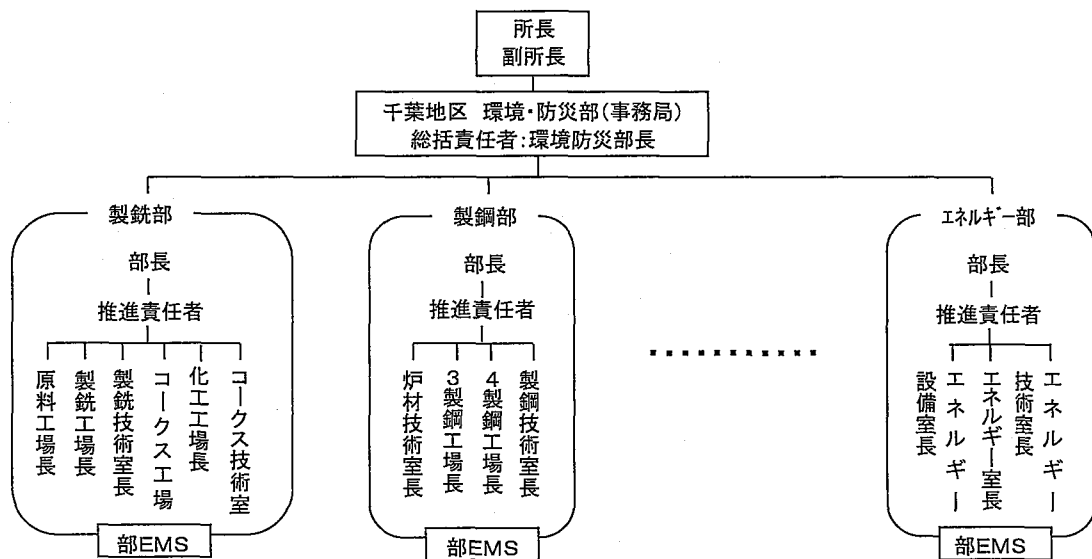 所長
副所長
千葉地区 環境・防災部(事務局)
総括責任者:環境防災部長
製銑部
部長
推進責任者
原料工場長
製銑工場長
製銑技術室長
コークス工場
化工工場長
コークス技術室
部EMS
製鋼部
部長
推進責任者
炉材技術室長
3製鋼工場長
4製鋼工場長
製鋼技術室長
部EMS
エネルギー部
部長
推進責任者
エネルギー
設備室長
エネルギー室長
エネルギー
技術室長
部EMS